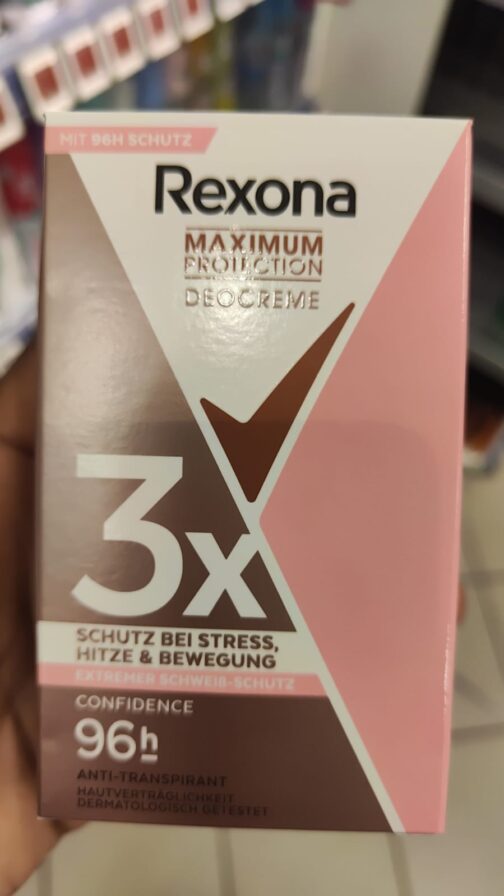 MIT 96H SCHUTZ
Rexona
MAXIMUM
PROTECTION
DEOCREME
3x
SCHUTZ BEI STRESS,
HITZE & BEWEGUNG
EXTREMER SCHWEIß-SCHUTZ
CONFIDENCE
96h
ANTI-TRANSPIRANT
HAUTVERTRÄGLICHKEIT
DERMATOLOGISCH GETESTET